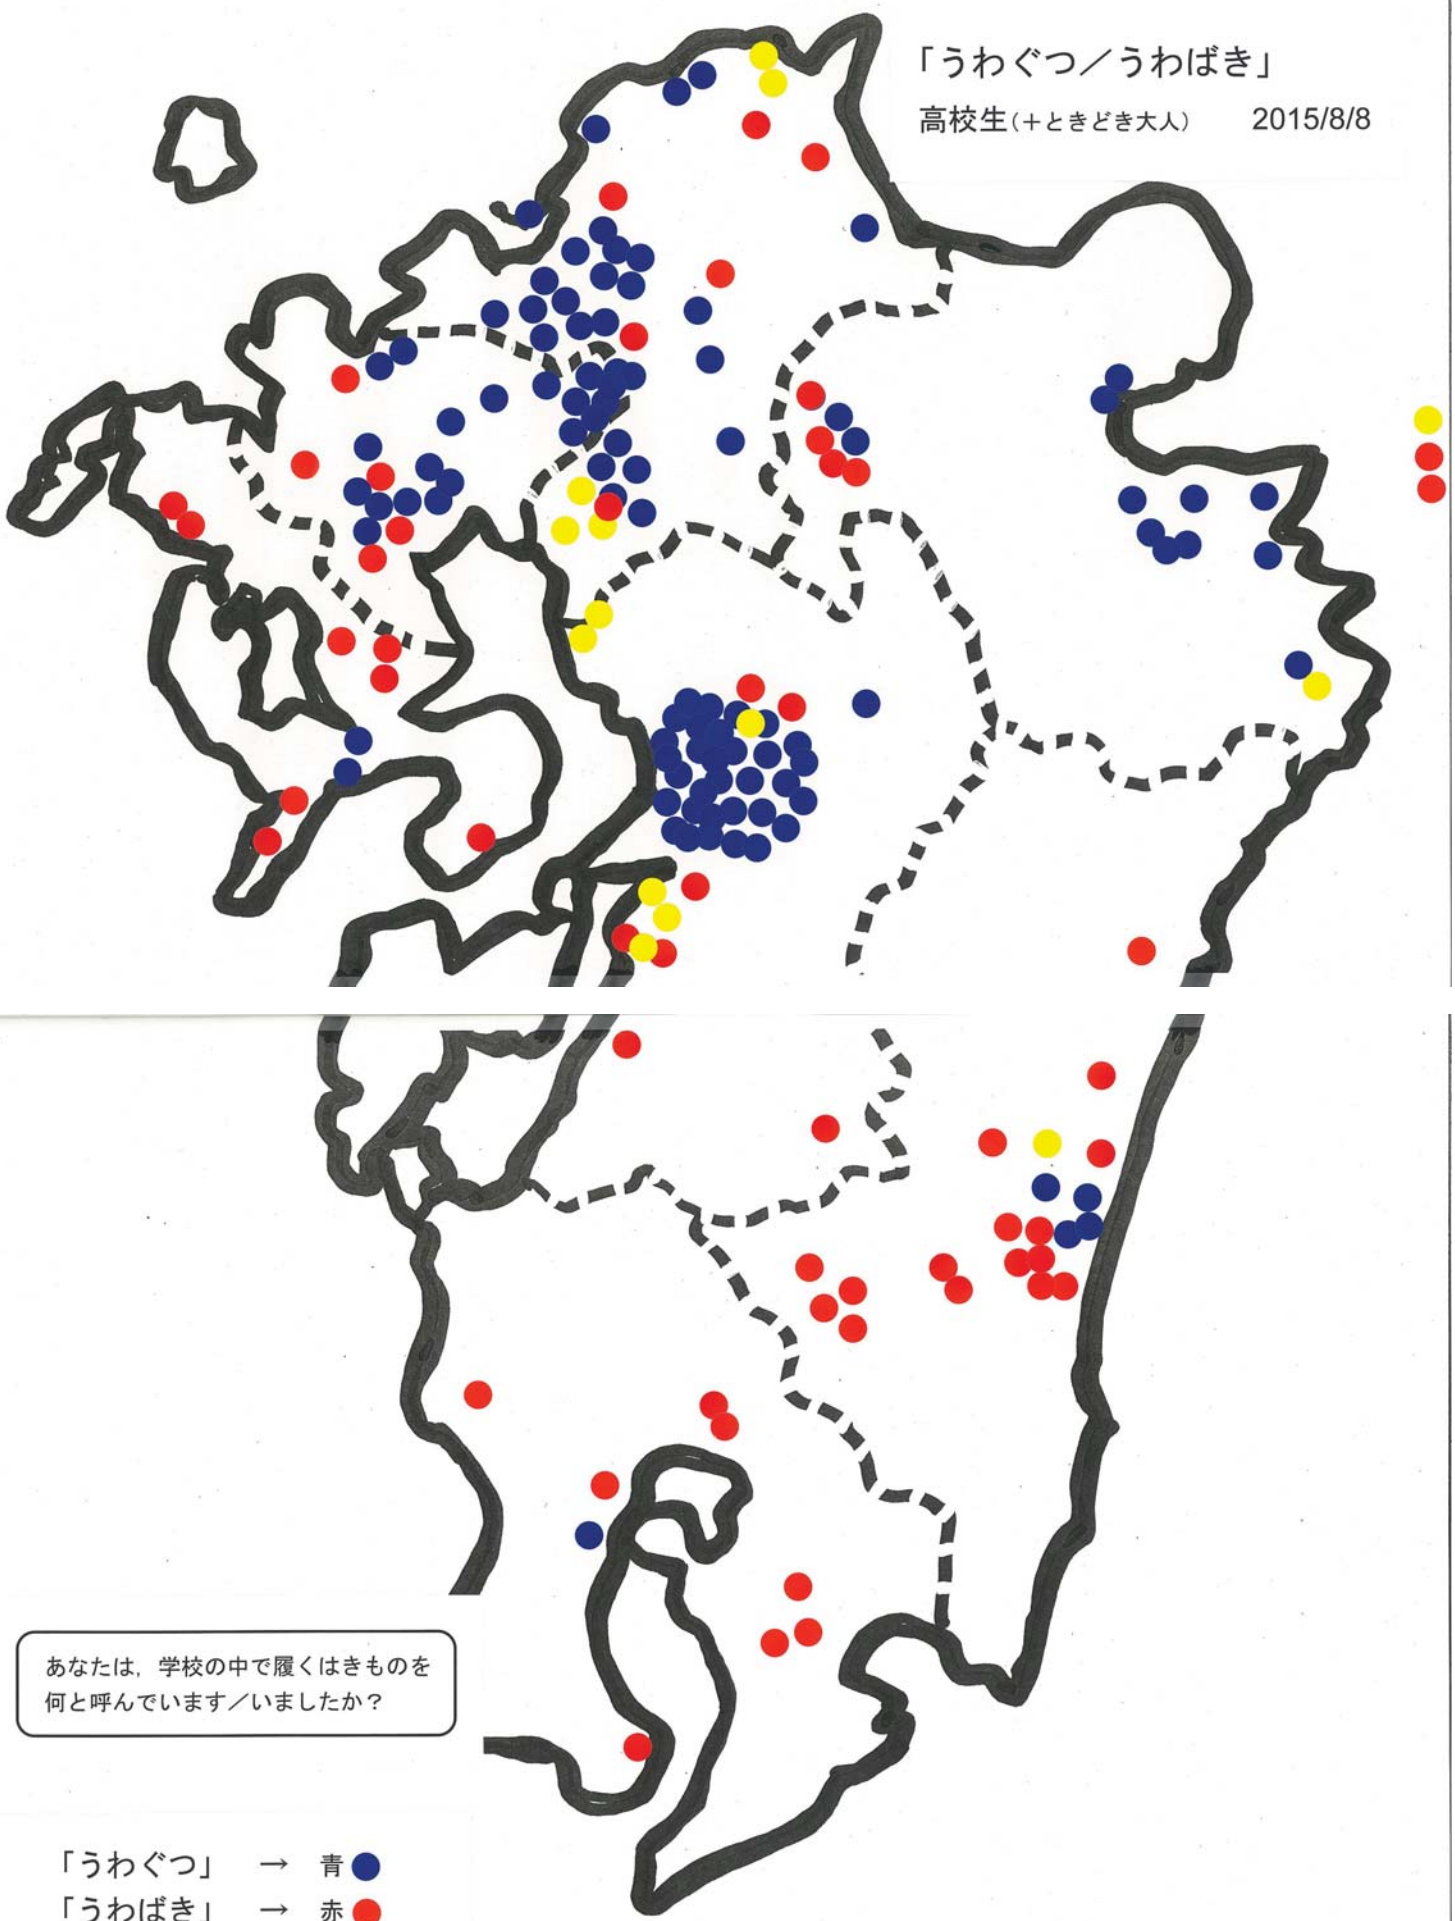 「うわぐつ／うわばき」
高校生（＋ときどき大人）　2015/8/8
あなたは，学校の中で履くはきものを
何と呼んでいます／いましたか？
「うわぐつ」　→　青
「うわばき」　→　赤